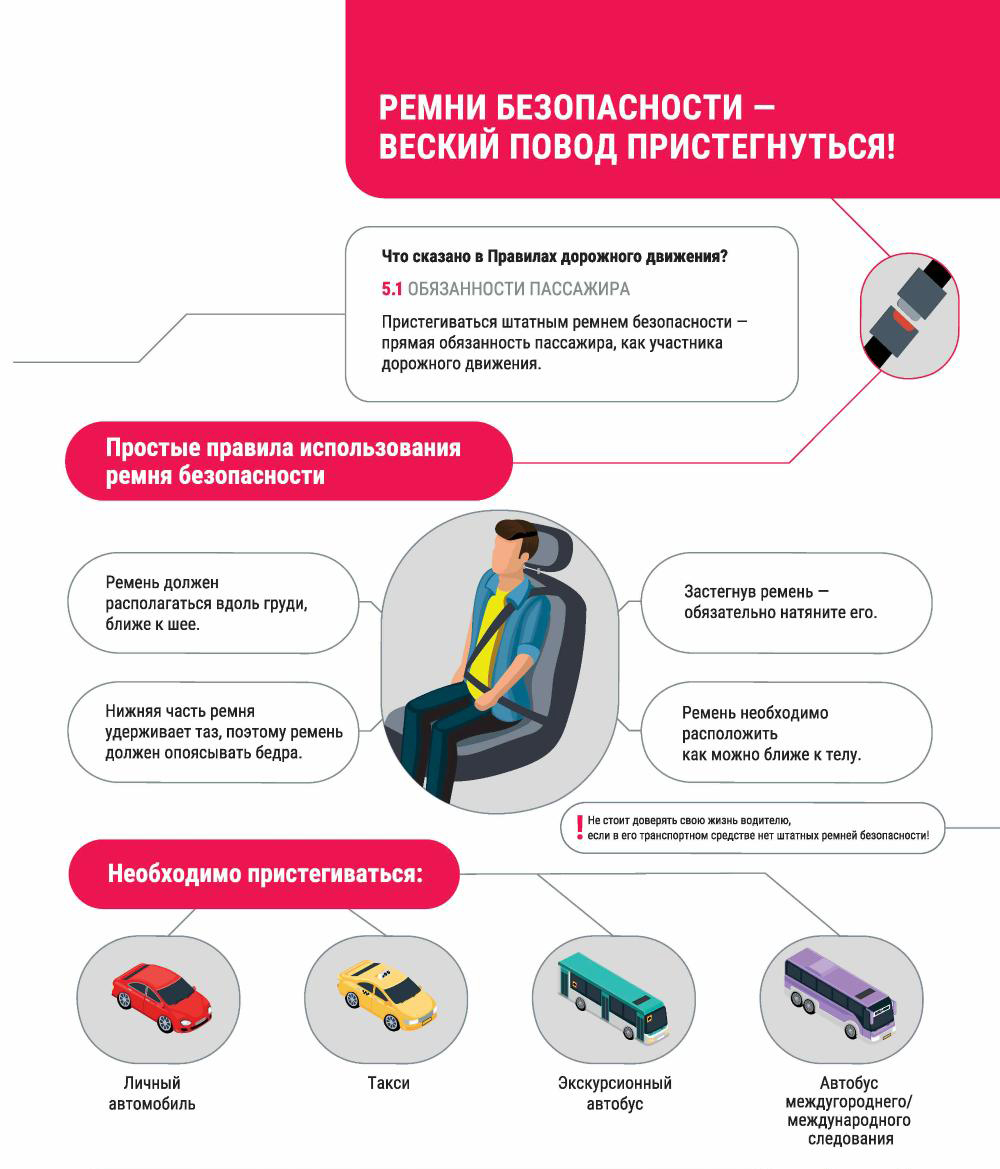 РЕМНИ БЕЗОПАСНОСТИ —
ВЕСКИЙ ПОВОД ПРИСТЕГНУТЬСЯ!
Что сказано в Правилах дорожного движения?
5.1 ОБЯЗАННОСТИ ПАССАЖИРА
Пристегиваться штатным ремнем безопасности —
прямая обязанность пассажира, как участника
дорожного движения.
Простые правила использования
ремня безопасности
Ремень должен
располагаться вдоль груди,
ближе к шее.
Застегнув ремень —
обязательно натяните его.
Нижняя часть ремня
удерживает таз, поэтому ремень
должен опоясывать бедра.
Ремень необходимо
расположить
как можно ближе к телу.
! Не стоит доверять свою жизнь водителю,
если в его транспортном средстве нет штатных ремней безопасности!
Необходимо пристегиваться:
Личный
автомобиль
Такси
Экскурсионный
автобус
Автобус
междугороднего/
международного
следования